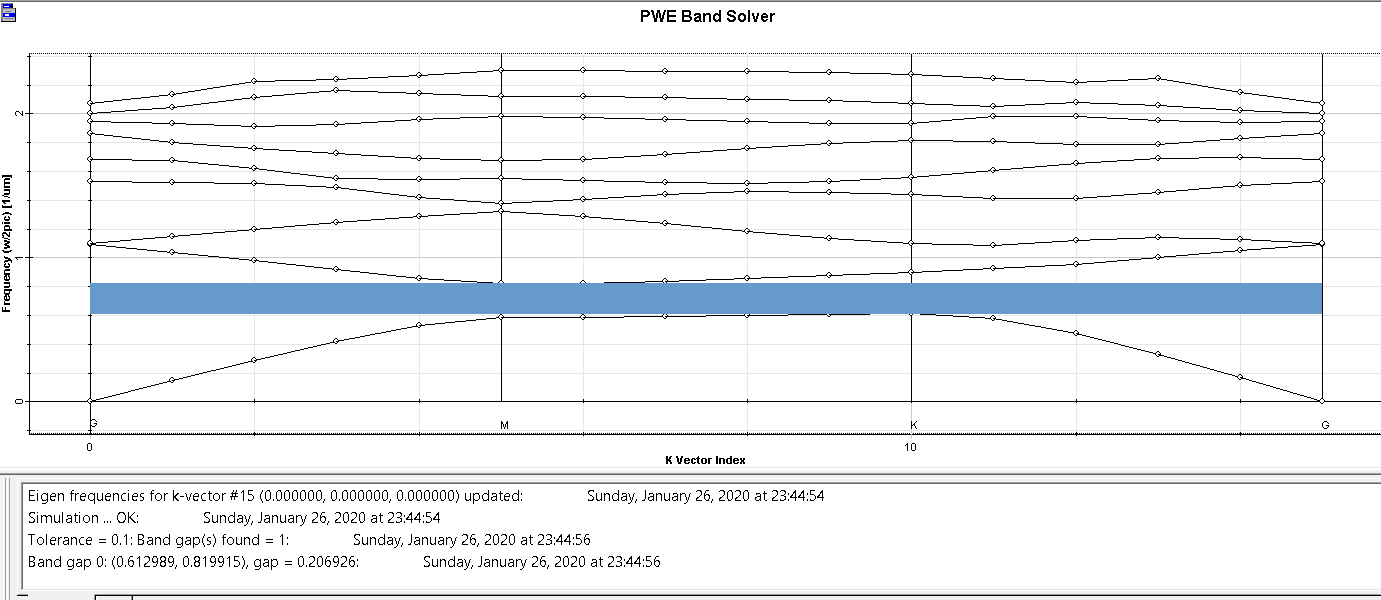 PWE Band Solver
Frequency (w/2pic) [1/um]
2
1
0
G
M
K
G
0
10
K Vector Index
Eigen frequencies for k-vector #15 (0.000000, 0.000000, 0.000000) updated: Sunday, January 26, 2020 at 23:44:54
Simulation ... OK: Sunday, January 26, 2020 at 23:44:54
Tolerance = 0.1: Band gap(s) found = 1: Sunday, January 26, 2020 at 23:44:56
Band gap 0: (0.612989, 0.819915), gap = 0.206926: Sunday, January 26, 2020 at 23:44:56